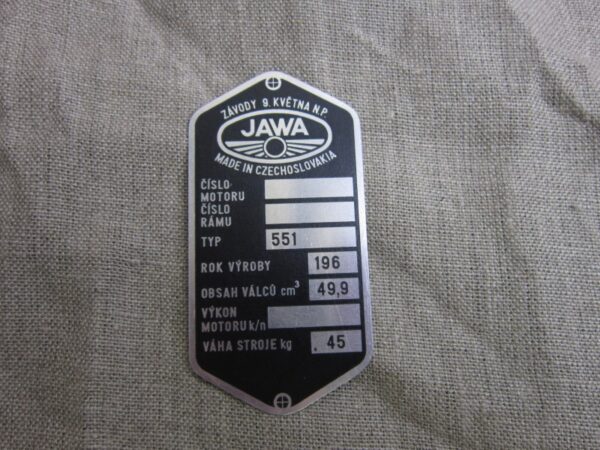 ZÁVODY 9. KVĚTNA N.P.
JAWA
MADE IN CZECHOSLOVAKIA
ČÍSLO
MOTORU
ČÍSLO
RÁMU
TYP 551
ROK VÝROBY 196
OBSAH VÁLCŮ cm³ 49,9
VÝKON
MOTORU k/n
VÁHA STROJE kg . 45